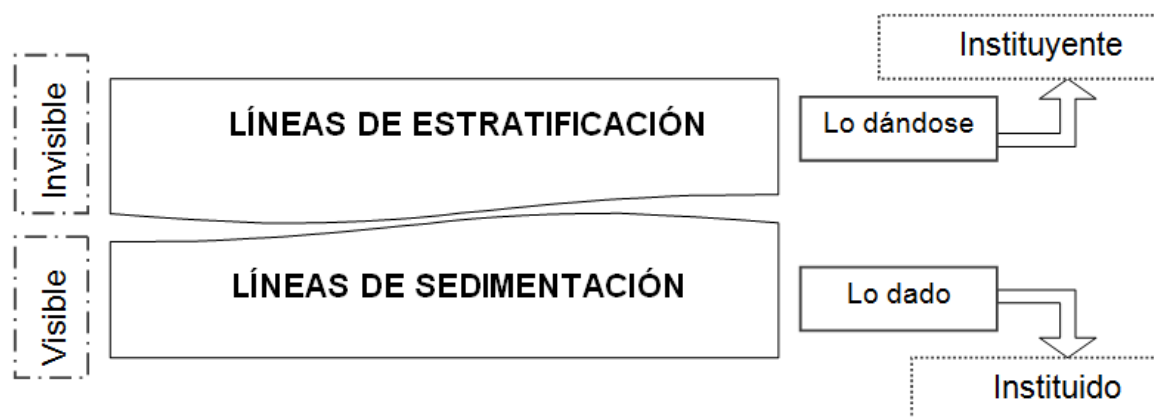 Instituyente
Invisible
LÍNEAS DE ESTRATIFICACIÓN
Lo dándose
Visible
LÍNEAS DE SEDIMENTACIÓN
Lo dado
Instituido